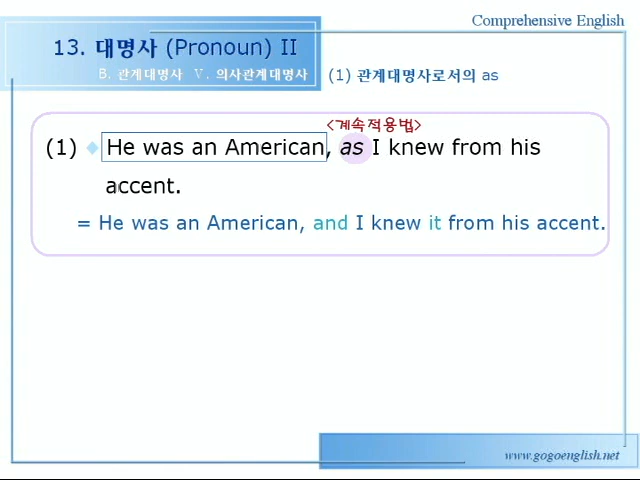 Comprehensive English
13. 대명사 (Pronoun) II
B. 관계대명사 Ⅴ. 의사관계대명사
(1) 관계대명사로서의 as
<계속적용법>
(1) ◆ He was an American, as I knew from his
accent.
= He was an American, and I knew it from his accent.
www.gogoenglish.net